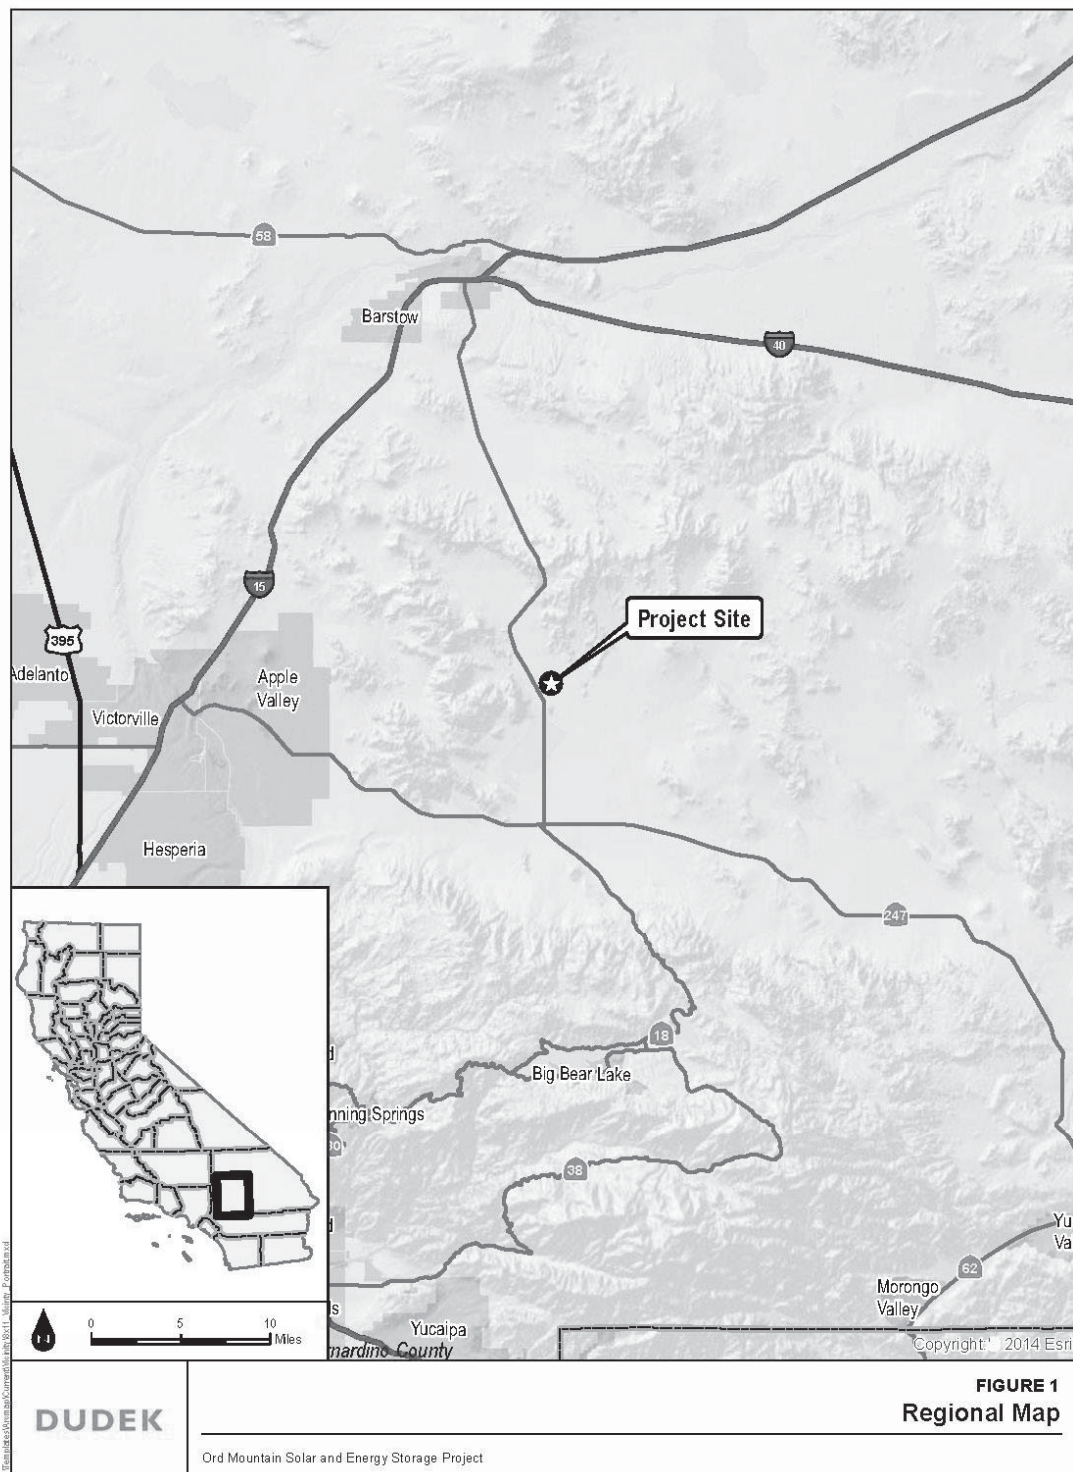 58
Barstow
40
15
Project Site
395
Adelanto
Apple
Valley
Victorville
Hesperia
247
18
Big Bear Lake
nning Springs
38
Yu
Va
62
Morongo
Valley
Yucaipa
nardino County
N
0 5 10
Miles
Copyright:' 2014 Esri
DUDEK
FIGURE 1
Regional Map
Ord Mountain Solar and Energy Storage Project